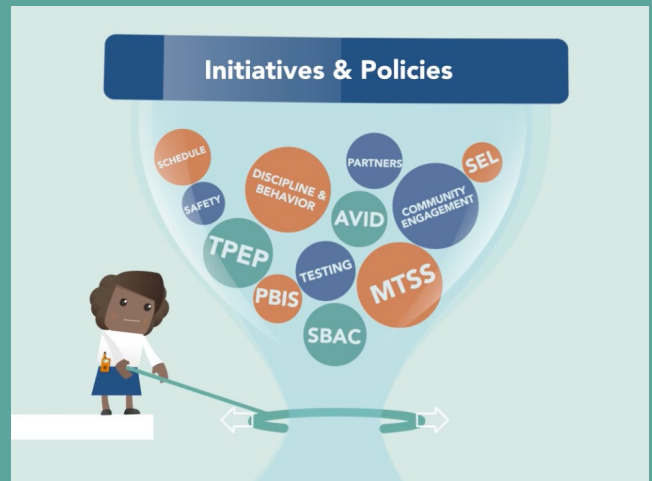 Initiatives & Policies
SCHEDULE
PARTNERS
SEL
DISCIPLINE &
BEHAVIOR
SAFETY
AVID
COMMUNITY
ENGAGEMENT
TPEP
TESTING
MTSS
PBIS
SBAC